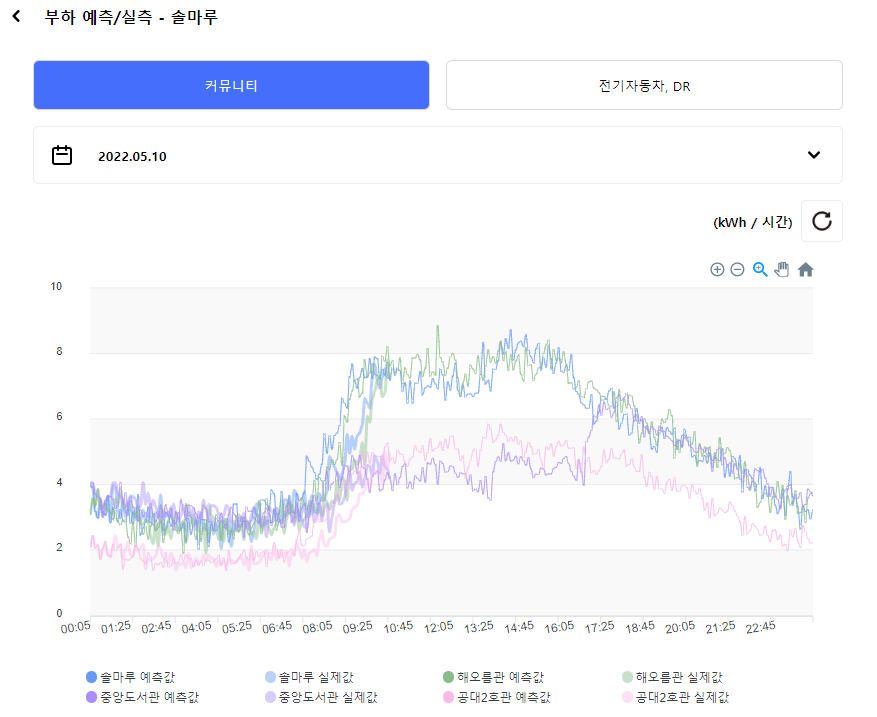 부하 예측/실측 - 솔마루
커뮤니티
전기자동차, DR
2022.05.10
(kWh / 시간)
10
8
6
4
2
0
00:05 01:25 02:45 04:05 05:25 06:45 08:05 09:25 10:45 12:05 13:25 14:45 16:05 17:25 18:45 20:05 21:25 22:45
솔마루 예측값 솔마루 실제값 해오름관 예측값 해오름관 실제값
중앙도서관 예측값 중앙도서관 실제값 공대2호관 예측값 공대2호관 실제값